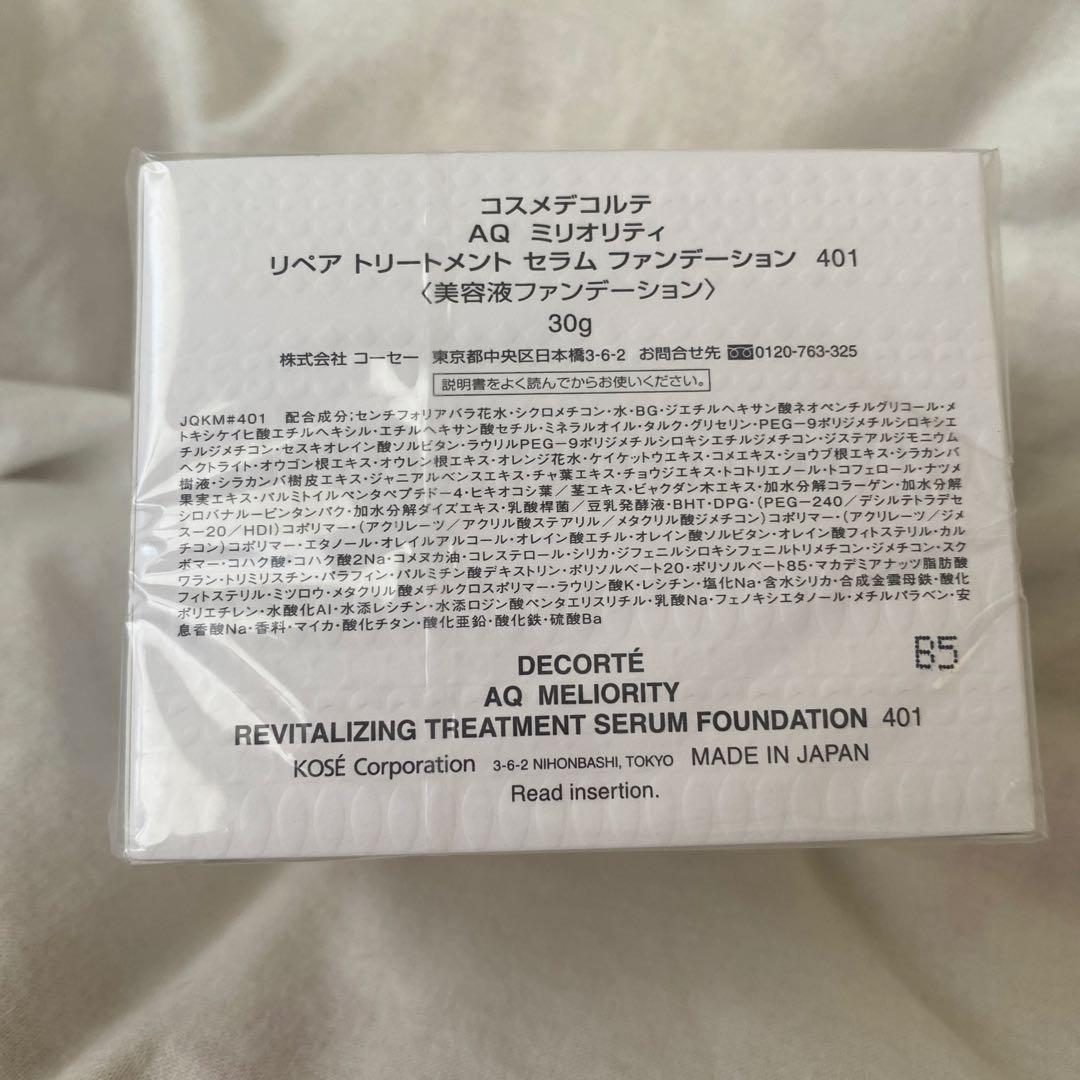 コスメデコルテ
AQ ミリオリティ
リペア トリートメント セラム ファンデーション 401
〈美容液ファンデーション〉
30g
株式会社 コーセー 東京都中央区日本橋3-6-2 お問合せ先 0120-763-325
説明書をよく読んでからお使いください。
JQKM#401 配合成分;センチフォリアバラ花水・シクロメチコン・水・BG・ジエチルヘキサン酸ネオペンチルグリコール・メ
トキシケイヒ酸エチルヘキシル・エチルヘキサン酸セチル・ミネラルオイル・タルク・グリセリン・PEG-9ポリジメチルシロキシエ
チルジメチコン・セスキオレイン酸ソルビタン・ラウリルPEG-9ポリジメチルシロキシエチルジメチコン・ジステアルジモニウム
ヘクトライト・オウゴン根エキス・オウレン根エキス・オレンジ花水・ケイケットウエキス・コメエキス・ショウブ根エキス・シラカンバ
樹液・シラカンバ樹皮エキス・ジャニアルベンスエキス・チャ葉エキス・チョウジエキス・トコトリエノール・トコフェロール・ナツメ
果実エキス・パルミトイルペンタペプチド-4・ヒキオコシ葉/茎エキス・ビャクダン木エキス・加水分解コラーゲン・加水分解
シロバナルーピンタンパク・加水分解ダイズエキス・乳酸桿菌/豆乳発酵液・BHT・DPG・(PEG-240/デシルテトラデセ
ス-20/HDI)コポリマー・(アクリレーツ/アクリル酸ステアリル/メタクリル酸ジメチコン)コポリマー・(アクリレーツ/ジメ
チコン)コポリマー・エタノール・オレイルアルコール・オレイン酸エチル・オレイン酸ソルビタン・オレイン酸フィトステリル・カル
ボマー・コハク酸・コハク酸2Na・コメヌカ油・コレステロール・シリカ・ジフェニルシロキシフェニルトリメチコン・ジメチコン・スク
ワラン・トリミリスチン・パラフィン・パルミチン酸デキストリン・ポリソルベート20・ポリソルベート85・マカデミアナッツ脂肪酸
フィトステリル・ミツロウ・メタクリル酸メチルクロスポリマー・ラウリン酸K・レシチン・塩化Na・含水シリカ・合成金雲母鉄・酸化
ポリエチレン・水酸化Al・水添レシチン・水添ロジン酸ペンタエリスリチル・乳酸Na・フェノキシエタノール・メチルパラベン・安
息香酸Na・香料・マイカ・酸化チタン・酸化亜鉛・酸化鉄・硫酸Ba
B5
DECORTÉ
AQ MELIORITY
REVITALIZING TREATMENT SERUM FOUNDATION 401
KOSÉ Corporation 3-6-2 NIHONBASHI, TOKYO MADE IN JAPAN
Read insertion.